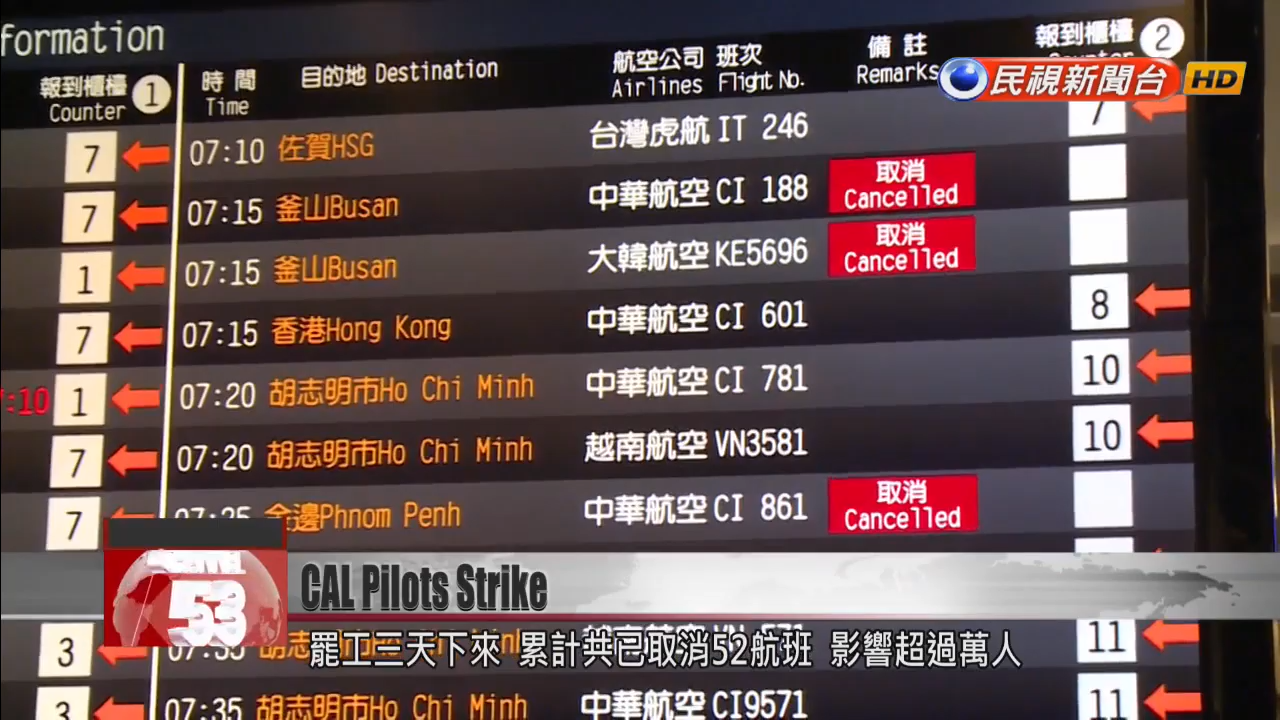 formation
報到櫃檯 1 時間 目的地 Destination 航空公司 班次 備註 報到櫃檯 2
Counter Time Airlines Flight No. Remarks Counter
民視新聞台 HD
7 07:10 佐賀HSG 台灣虎航 IT 246 7
7 07:15 釜山Busan 中華航空 CI 188 取消 Cancelled
1 07:15 釜山Busan 大韓航空 KE5696 取消 Cancelled
7 07:15 香港Hong Kong 中華航空 CI 601 8
:10 1 07:20 胡志明市Ho Chi Minh 中華航空 CI 781 10
7 07:20 胡志明市Ho Chi Minh 越南航空 VN3581 10
7 07:25 金邊Phnom Penh 中華航空 CI 861 取消 Cancelled
53
CAL Pilots Strike
罷工三天下來 累計共已取消52航班 影響超過萬人
3 07:35 11
3 07:35 胡志明市Ho Chi Minh 中華航空 CI9571 11